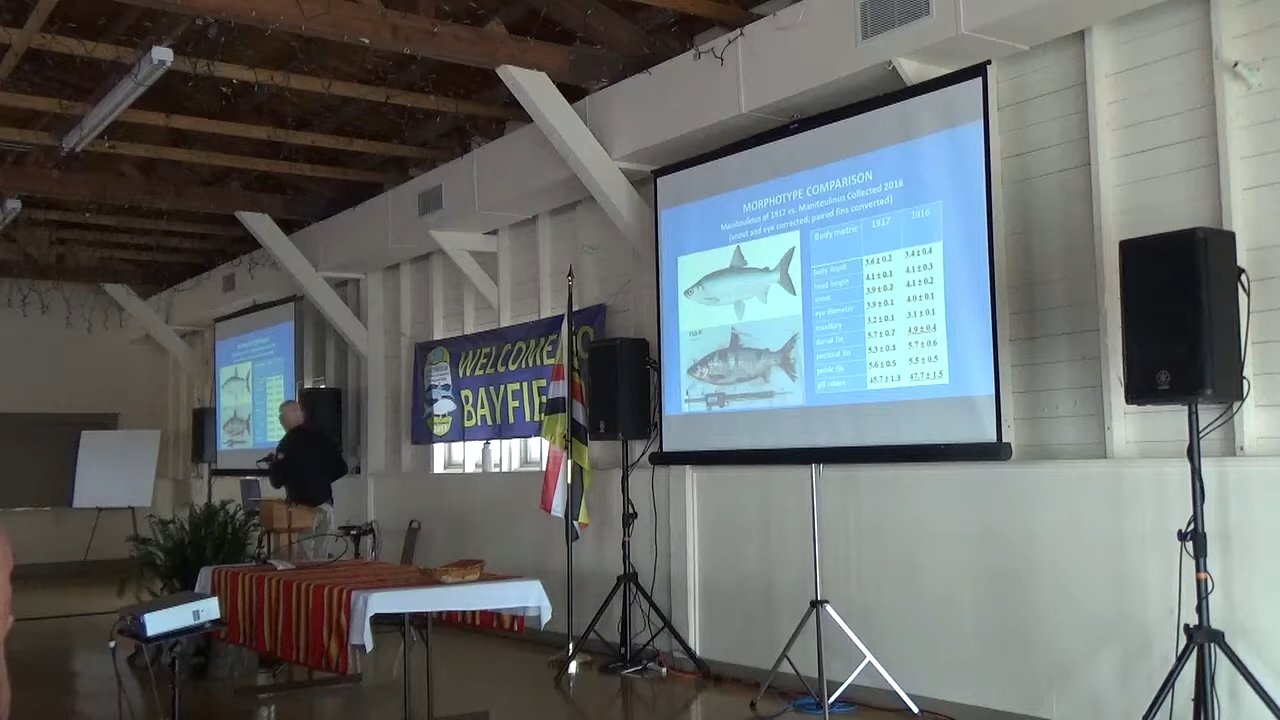 MORPHOTYPE COMPARISON
Manitoulinus of 1917 vs. Manitoulinus Collected 2016
(snout and eye corrected; paired fins converted)
Body metric 1917 2016
body depth 3.6 ± 0.2 3.4 ± 0.4
head length 4.1 ± 0.1 4.1 ± 0.3
snout 3.9 ± 0.2 4.1 ± 0.2
eye diameter 3.9 ± 0.1 4.0 ± 0.1
maxillary 3.2 ± 0.1 3.1 ± 0.1
dorsal fin 5.7 ± 0.7 4.9 ± 0.4
pectoral fin 5.3 ± 0.8 5.7 ± 0.6
pelvic fin 5.6 ± 0.5 5.5 ± 0.5
gill rakers 45.7 ± 1.3 47.7 ± 1.5
WELCOME TO
BAYFIE